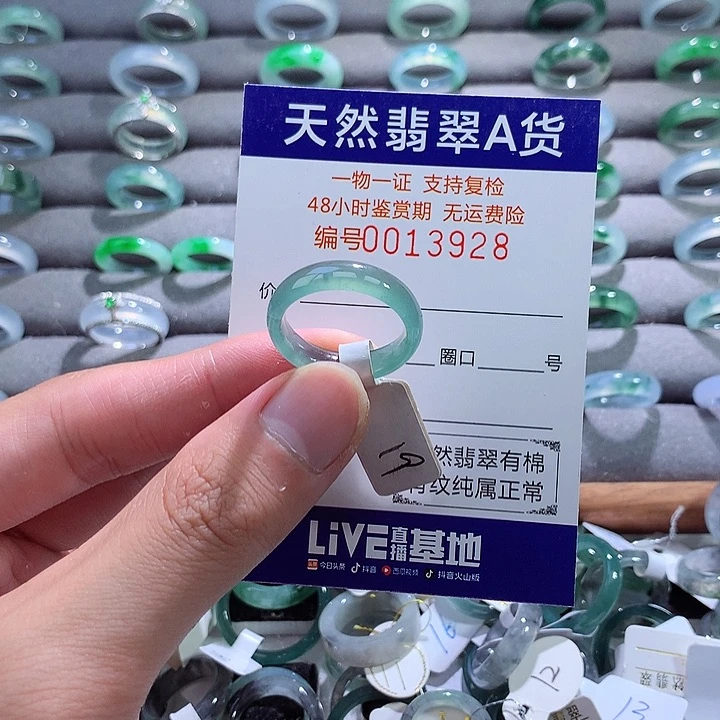 天然翡翠A货
一物一证 支持复检
48小时鉴赏期 无运费险
编号0013928
价
圈口 号
19
然翡翠有棉
有纹纯属正常
LiVE直播基地
今日头条 抖音 西瓜视频 抖音火山版
16
12
12